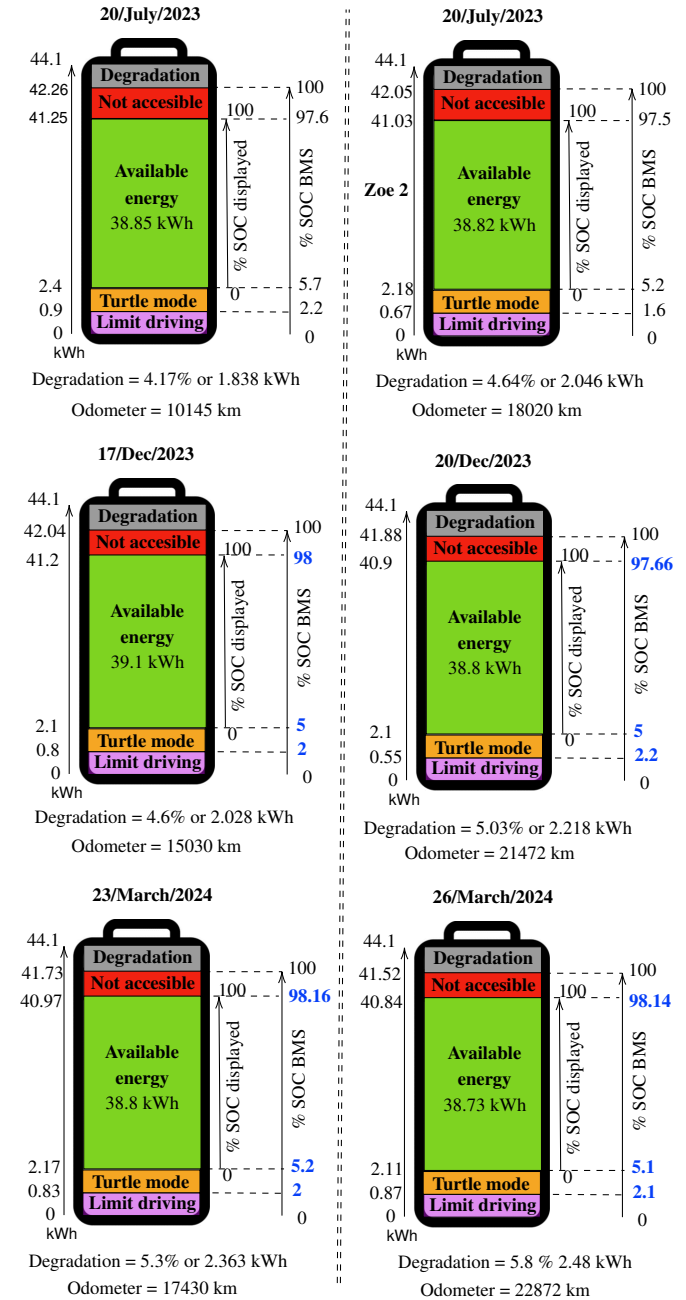 20/July/2023
44.1
42.26
41.25
2.4
0.9
0
kWh
Degradation
Not accesible
Available
energy
38.85 kWh
Turtle mode
Limit driving
100
% SOC displayed
0
100
97.6
% SOC BMS
5.7
2.2
0
Degradation = 4.17% or 1.838 kWh
Odometer = 10145 km
20/July/2023
Zoe 2
44.1
42.05
41.03
2.18
0.67
0
kWh
Degradation
Not accesible
Available
energy
38.82 kWh
Turtle mode
Limit driving
100
% SOC displayed
0
100
97.5
% SOC BMS
5.2
1.6
0
Degradation = 4.64% or 2.046 kWh
Odometer = 18020 km
17/Dec/2023
44.1
42.04
41.2
2.1
0.8
0
kWh
Degradation
Not accesible
Available
energy
39.1 kWh
Turtle mode
Limit driving
100
% SOC displayed
0
100
98
% SOC BMS
5
2
0
Degradation = 4.6% or 2.028 kWh
Odometer = 15030 km
20/Dec/2023
44.1
41.88
40.9
2.1
0.55
0
kWh
Degradation
Not accesible
Available
energy
38.8 kWh
Turtle mode
Limit driving
100
% SOC displayed
0
100
97.66
% SOC BMS
5
2.2
0
Degradation = 5.03% or 2.218 kWh
Odometer = 21472 km
23/March/2024
44.1
41.73
40.97
2.17
0.83
0
kWh
Degradation
Not accesible
Available
energy
38.8 kWh
Turtle mode
Limit driving
100
% SOC displayed
0
100
98.16
% SOC BMS
5.2
2
0
Degradation = 5.3% or 2.363 kWh
Odometer = 17430 km
26/March/2024
44.1
41.52
40.84
2.11
0.87
0
kWh
Degradation
Not accesible
Available
energy
38.73 kWh
Turtle mode
Limit driving
100
% SOC displayed
0
100
98.14
% SOC BMS
5.1
2.1
0
Degradation = 5.8 % 2.48 kWh
Odometer = 22872 km